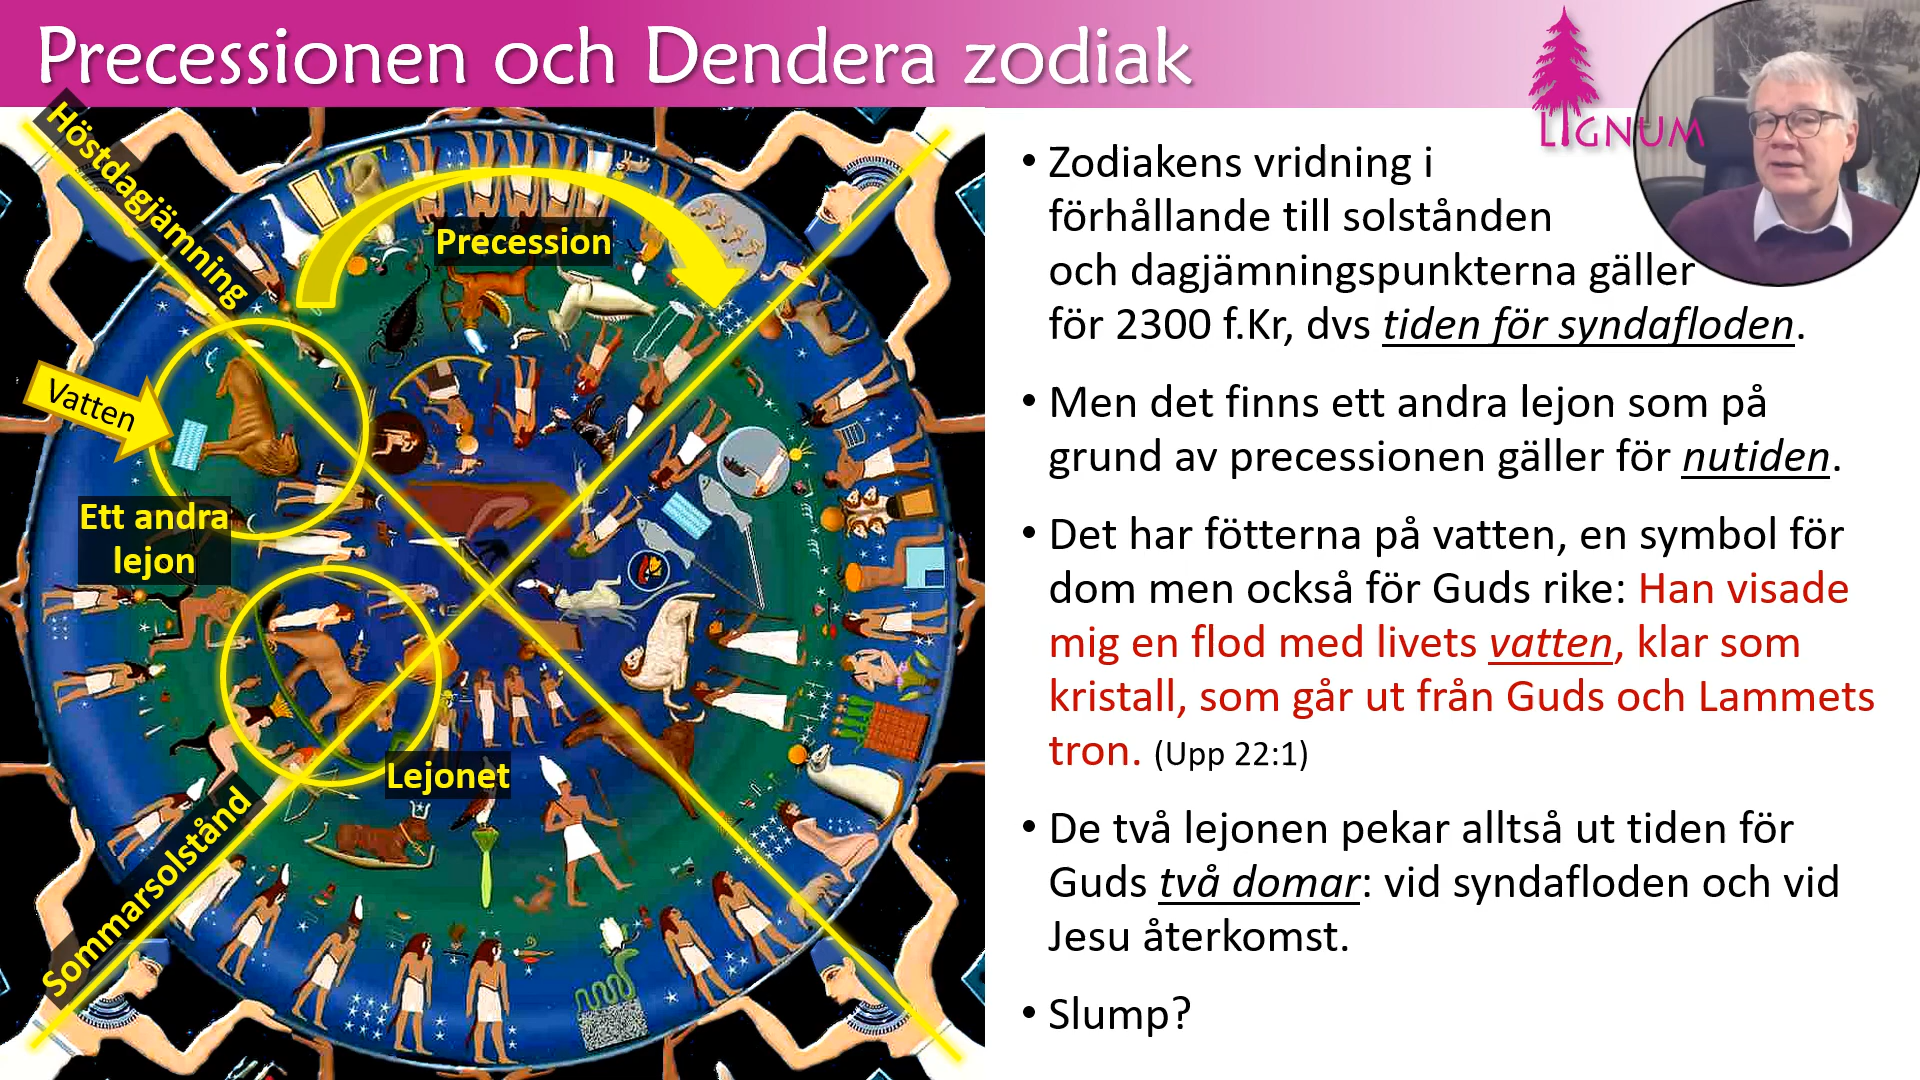 Precessionen och Dendera zodiak
LIGNUM
Höstdagjämning
Precession
Vatten
Ett andra
lejon
Lejonet
Sommarsolstånd
• Zodiakens vridning i
förhållande till solstånden
och dagjämningspunkterna gäller
för 2300 f.Kr, dvs tiden för syndafloden.
• Men det finns ett andra lejon som på
grund av precessionen gäller för nutiden.
• Det har fötterna på vatten, en symbol för
dom men också för Guds rike: Han visade
mig en flod med livets vatten, klar som
kristall, som går ut från Guds och Lammets
tron. (Upp 22:1)
• De två lejonen pekar alltså ut tiden för
Guds två domar: vid syndafloden och vid
Jesu återkomst.
• Slump?